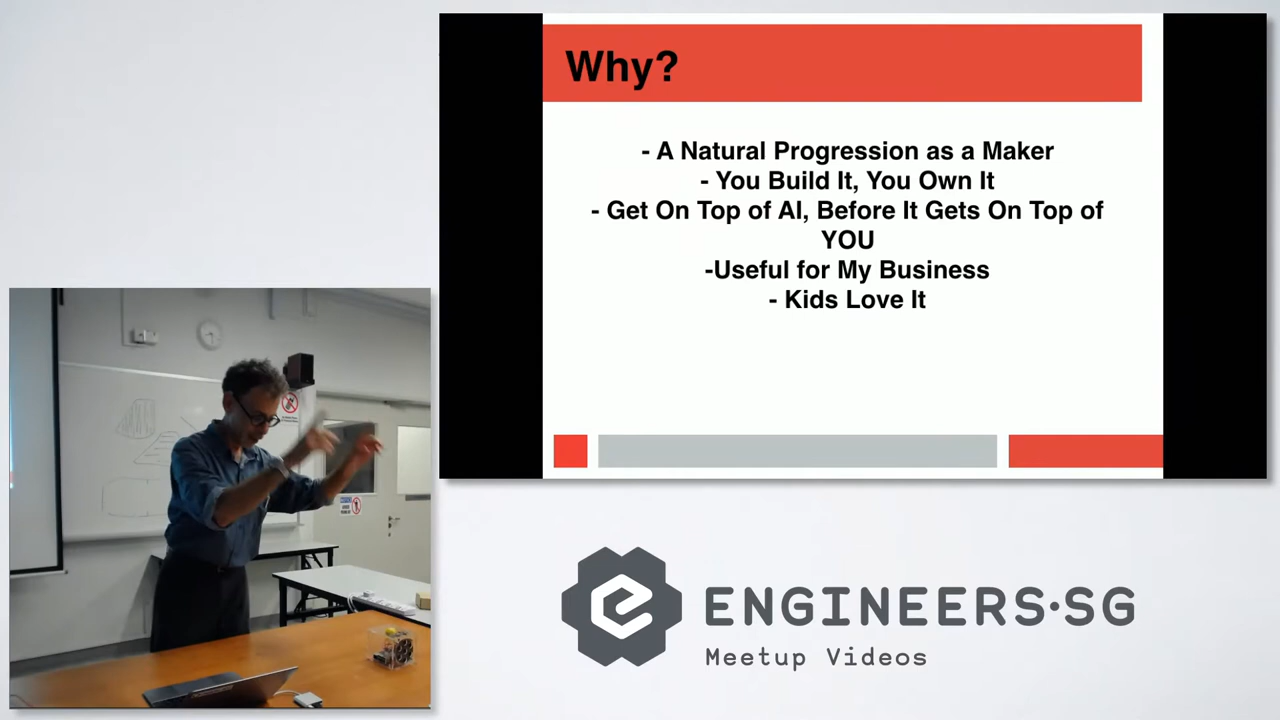 Why?
- A Natural Progression as a Maker
- You Build It, You Own It
- Get On Top of AI, Before It Gets On Top of
YOU
-Useful for My Business
- Kids Love It
ENGINEERS·SG
Meetup Videos